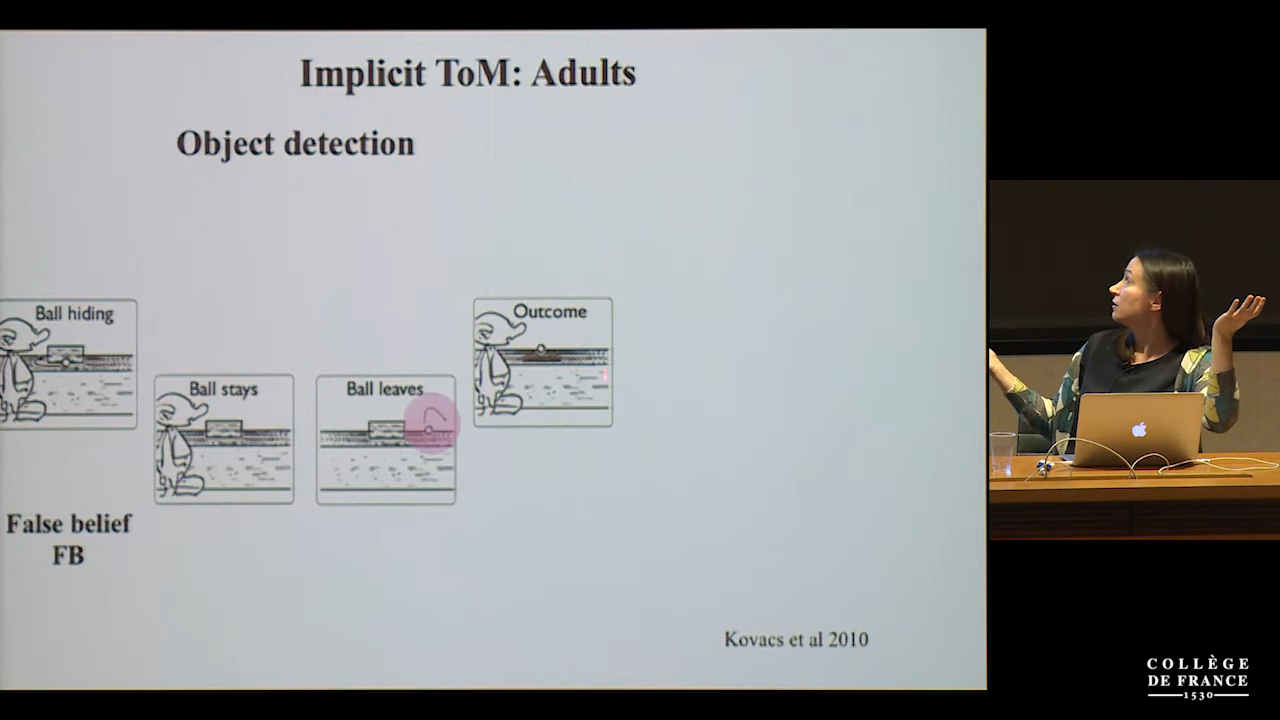 Implicit ToM: Adults
Object detection
Ball hiding
Outcome
Ball stays
Ball leaves
False belief
FB
Kovacs et al 2010
COLLÈGE
DE FRANCE
1530